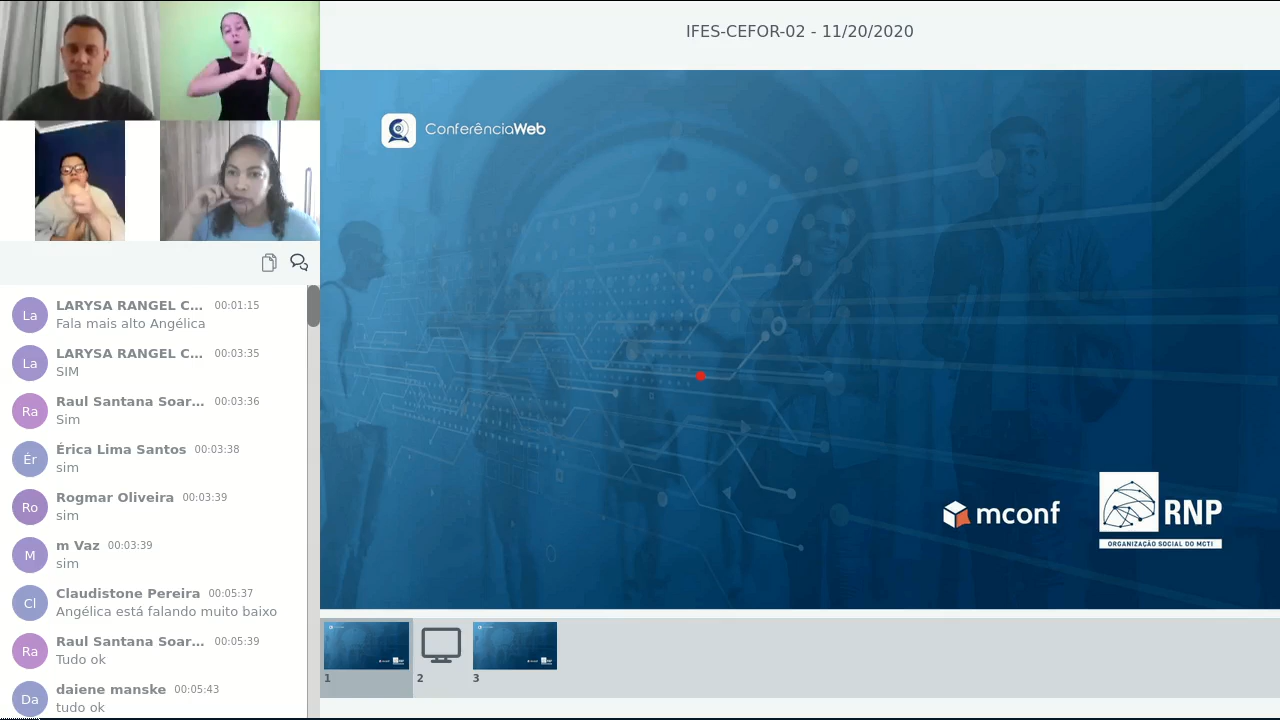 IFES-CEFOR-02 - 11/20/2020
ConferênciaWeb
La LARYSA RANGEL C... 00:01:15
Fala mais alto Angélica
La LARYSA RANGEL C... 00:03:35
SIM
Ra Raul Santana Soar... 00:03:36
Sim
Ér Érica Lima Santos 00:03:38
sim
Ro Rogmar Oliveira 00:03:39
sim
M m Vaz 00:03:39
sim
Cl Claudistone Pereira 00:05:37
Angélica está falando muito baixo
Ra Raul Santana Soar... 00:05:39
Tudo ok
Da daiene manske 00:05:43
tudo ok
mconf
RNP
ORGANIZAÇÃO SOCIAL DO MCTI
1
2
3